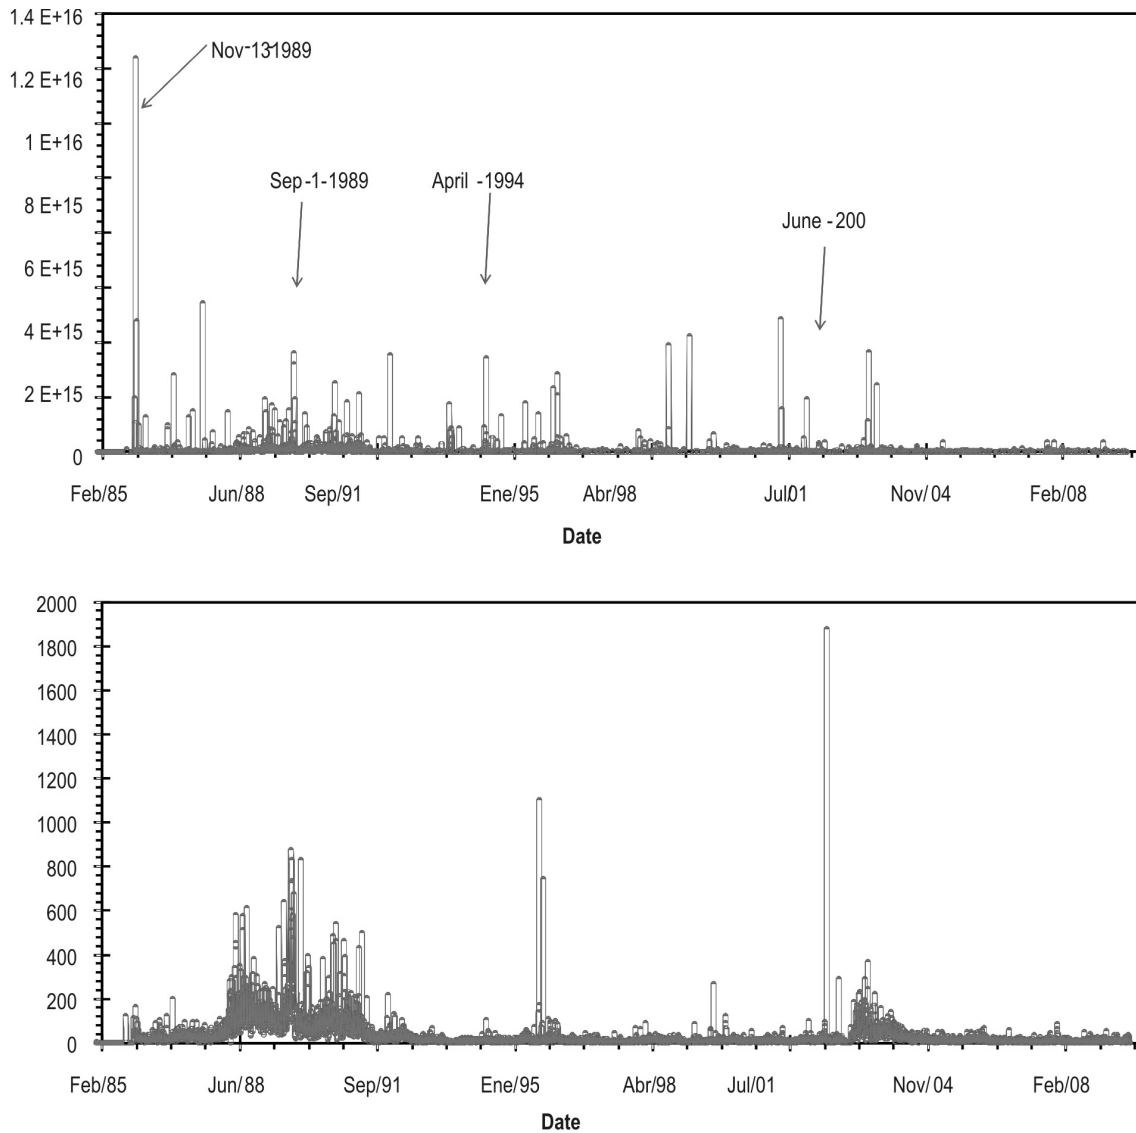 1.4 E+16
Nov-13-1989
1.2 E+16
1 E+16
Sep-1-1989 April -1994
8 E+15
June -200
6 E+15
4 E+15
2 E+15
0
Feb/85 Jun/88 Sep/91 Ene/95 Abr/98 Jul01 Nov/04 Feb/08
Date
2000
1800
1600
1400
1200
1000
800
600
400
200
0
Feb/85 Jun/88 Sep/91 Ene/95 Abr/98 Jul/01 Nov/04 Feb/08
Date